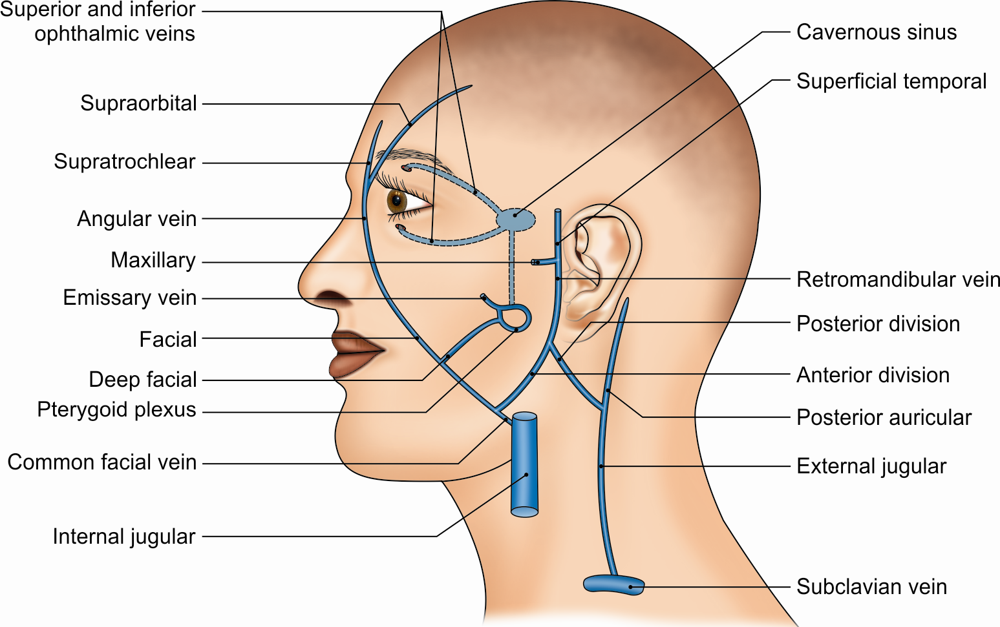 Superior and inferior
ophthalmic veins
Supraorbital
Supratrochlear
Angular vein
Maxillary
Emissary vein
Facial
Deep facial
Pterygoid plexus
Common facial vein
Internal jugular
Cavernous sinus
Superficial temporal
Retromandibular vein
Posterior division
Anterior division
Posterior auricular
External jugular
Subclavian vein